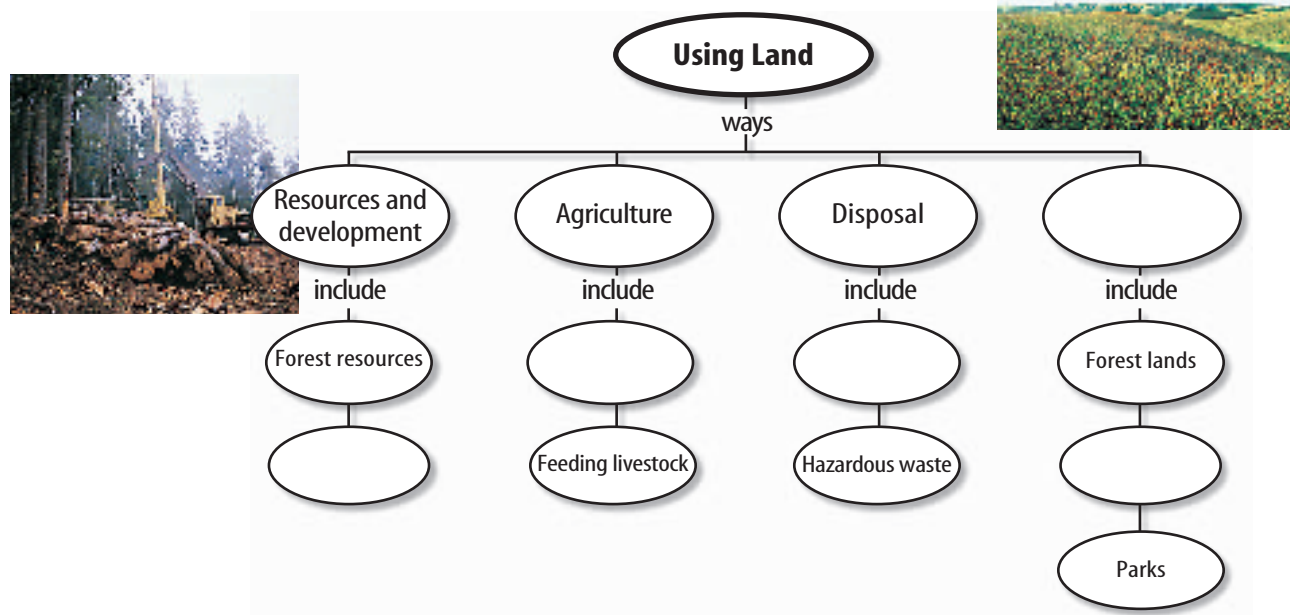 Using Land
ways
Resources and
development
Agriculture
Disposal
include
include
include
include
Forest resources
Forest lands
Feeding livestock
Hazardous waste
Parks